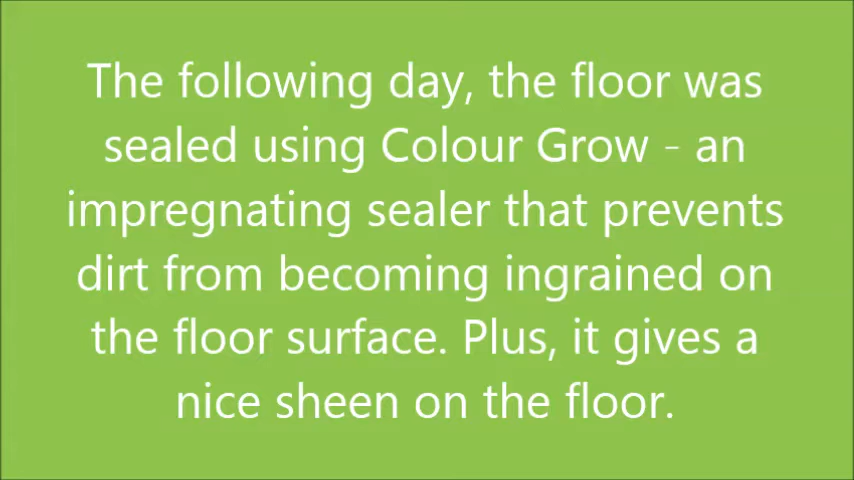 The following day, the floor was
sealed using Colour Grow - an
impregnating sealer that prevents
dirt from becoming ingrained on
the floor surface. Plus, it gives a
nice sheen on the floor.